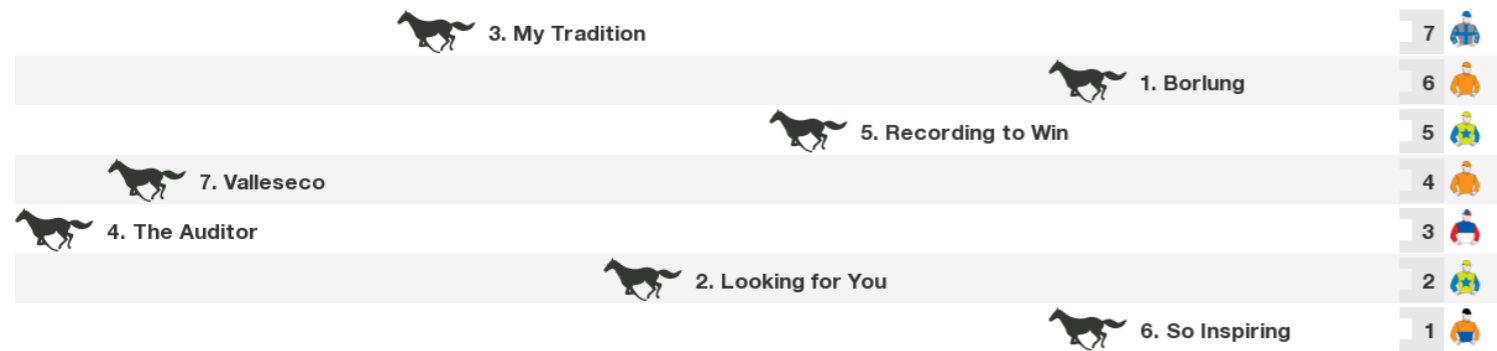 3. My Tradition 7
1. Borlung 6
5. Recording to Win 5
7. Valleseco 4
4. The Auditor 3
2. Looking for You 2
6. So Inspiring 1